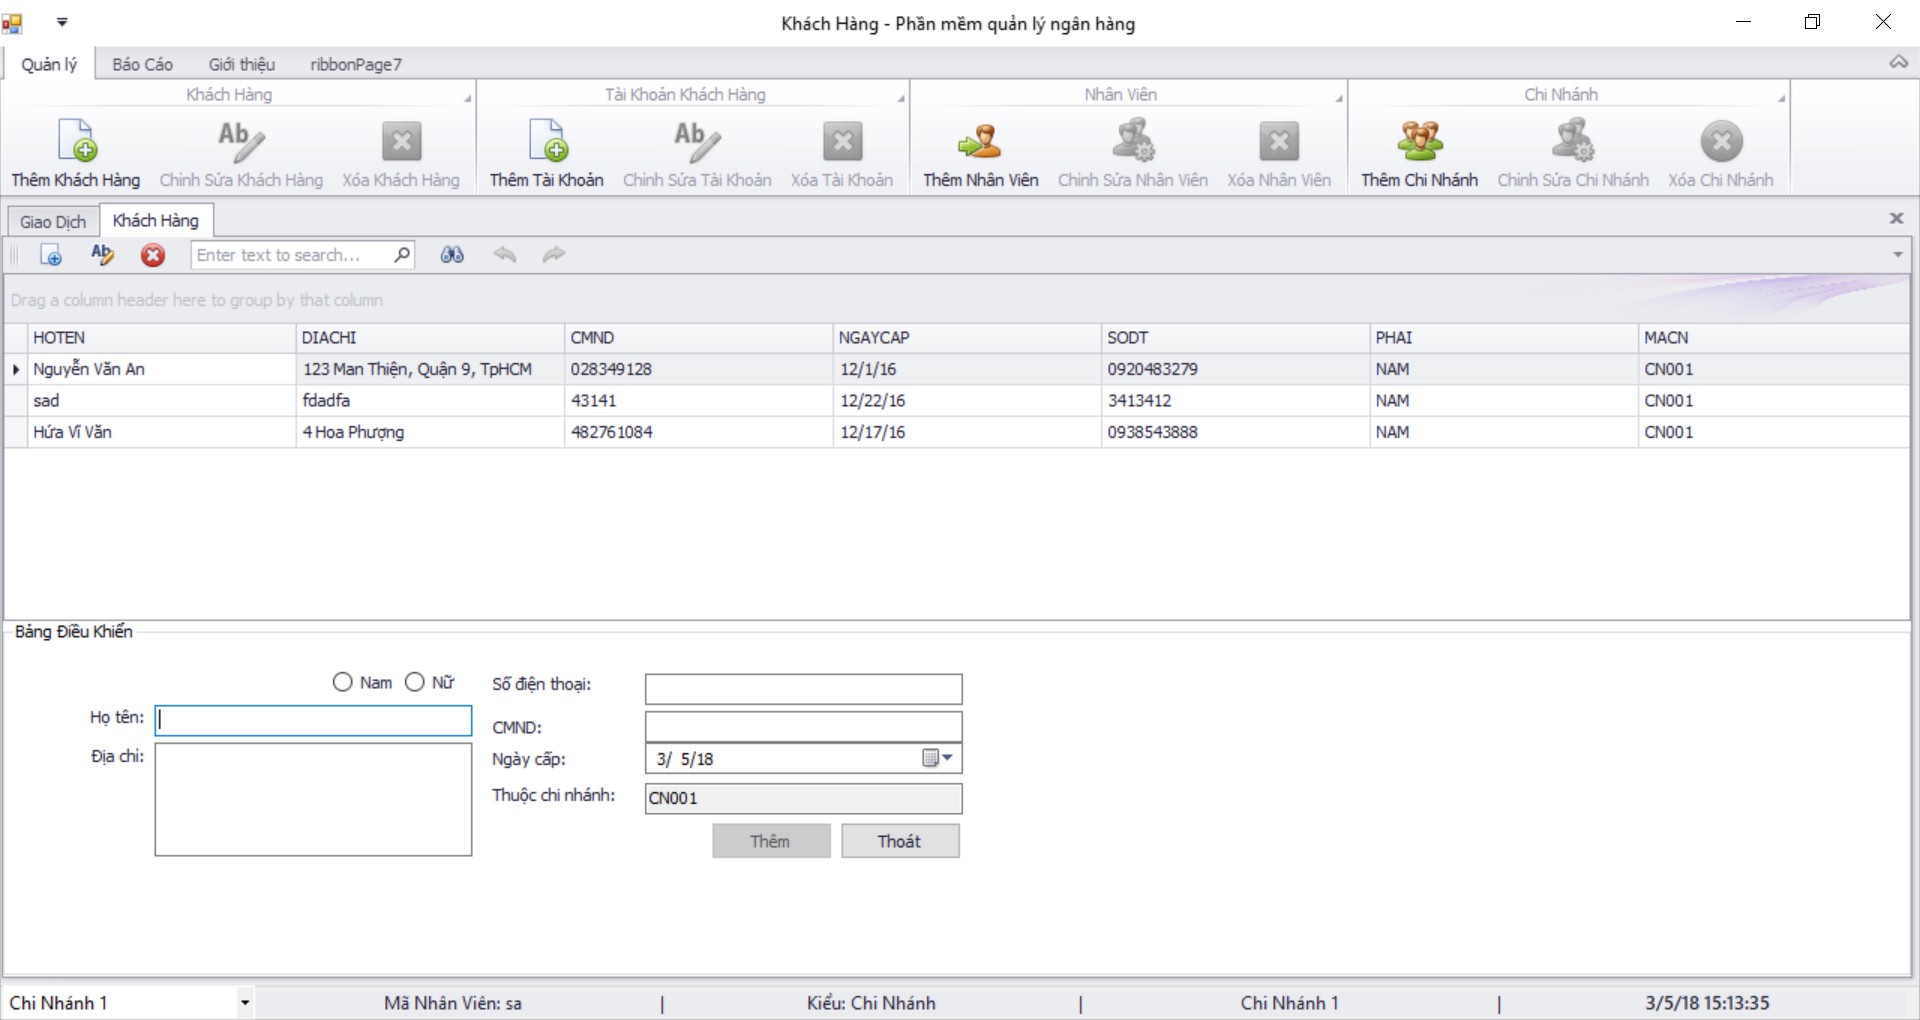 Khách Hàng - Phần mềm quản lý ngân hàng
Quản lý Báo Cáo Giới thiệu ribbonPage7
Khách Hàng Tài Khoản Khách Hàng Nhân Viên Chi Nhánh
Thêm Khách Hàng Chỉnh Sửa Khách Hàng Xóa Khách Hàng Thêm Tài Khoản Chỉnh Sửa Tài Khoản Xóa Tài Khoản Thêm Nhân Viên Chỉnh Sửa Nhân Viên Xóa Nhân Viên Thêm Chi Nhánh Chỉnh Sửa Chi Nhánh Xóa Chi Nhánh
Giao Dịch Khách Hàng
Enter text to search...
Drag a column header here to group by that column
HOTEN DIACHI CMND NGAYCAP SODT PHAI MACN
Nguyễn Văn An 123 Man Thiện, Quận 9, TpHCM 028349128 12/1/16 0920483279 NAM CN001
sad fdadfa 43141 12/22/16 3413412 NAM CN001
Hứa Vĩ Văn 4 Hoa Phượng 482761084 12/17/16 0938543888 NAM CN001
Bảng Điều Khiển
Nam Nữ Số điện thoại:
Họ tên: CMND:
Địa chỉ: Ngày cấp: 3/ 5/18
Thuộc chi nhánh: CN001
Thêm Thoát
Chi Nhánh 1 Mã Nhân Viên: sa | Kiểu: Chi Nhánh | Chi Nhánh 1 | 3/5/18 15:13:35